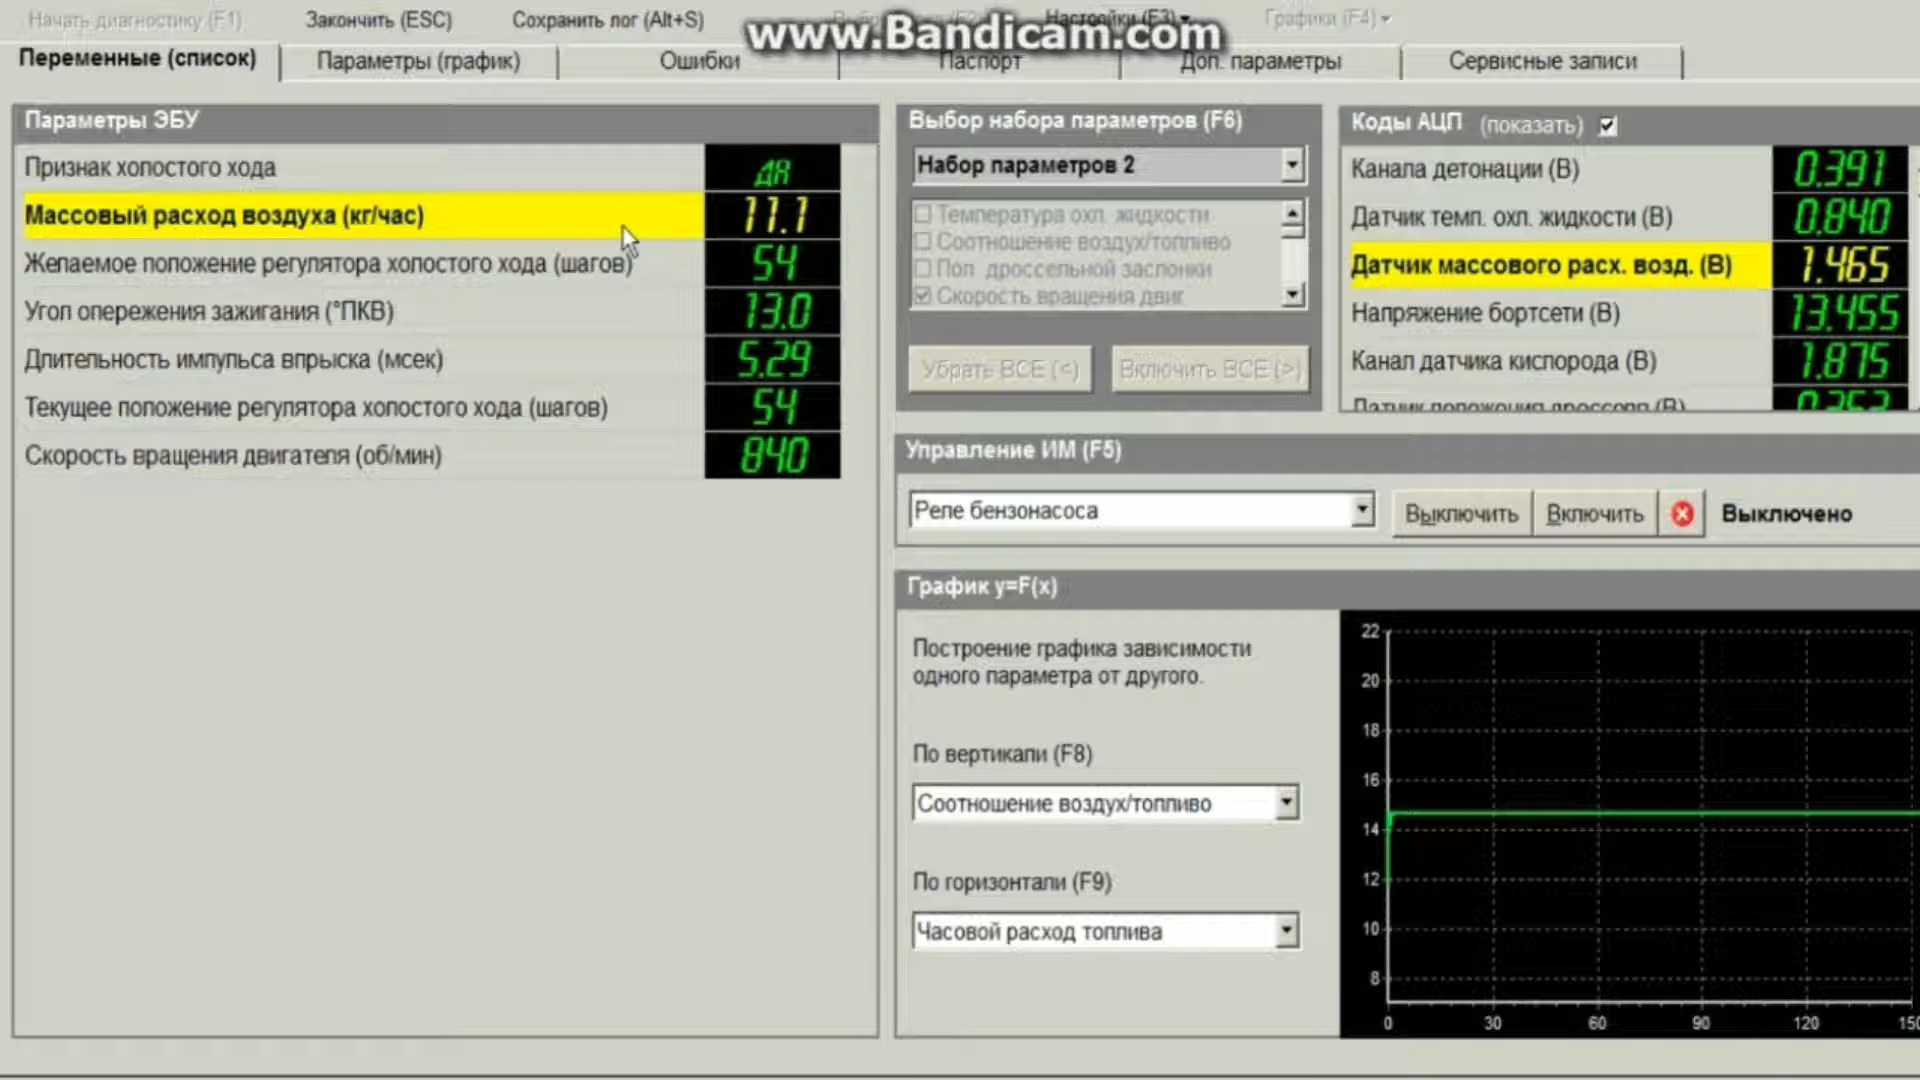 Начать диагностику (F1) Закончить (ESC) Сохранить лог (Alt+S) Настройки (F3) Графики (F4)
www.Bandicam.com
Переменные (список) Параметры (график) Ошибки Паспорт Доп. параметры Сервисные записи
Параметры ЭБУ
Признак холостого хода ДА
Массовый расход воздуха (кг/час) 11.1
Желаемое положение регулятора холостого хода (шагов) 54
Угол опережения зажигания (°ПКВ) 13.0
Длительность импульса впрыска (мсек) 5.29
Текущее положение регулятора холостого хода (шагов) 54
Скорость вращения двигателя (об/мин) 840
Выбор набора параметров (F6)
Набор параметров 2
Температура охл. жидкости
Соотношение воздух/топливо
Пол. дроссельной заслонки
Скорость вращения двиг
Убрать ВСЕ (<) Включить ВСЕ (>)
Коды АЦП (показать)
Канала детонации (В) 0.391
Датчик темп. охл. жидкости (В) 0.840
Датчик массового расх. возд. (В) 1.465
Напряжение бортсети (В) 13.455
Канал датчика кислорода (В) 1.875
Датчик положения дроссел (В) 0.352
Управление ИМ (F5)
Реле бензонасоса Выключить Включить Выключено
График y=F(x)
Построение графика зависимости
одного параметра от другого.
По вертикали (F8)
Соотношение воздух/топливо
По горизонтали (F9)
Часовой расход топлива
22
20
18
16
14
12
10
8
0 30 60 90 120 150